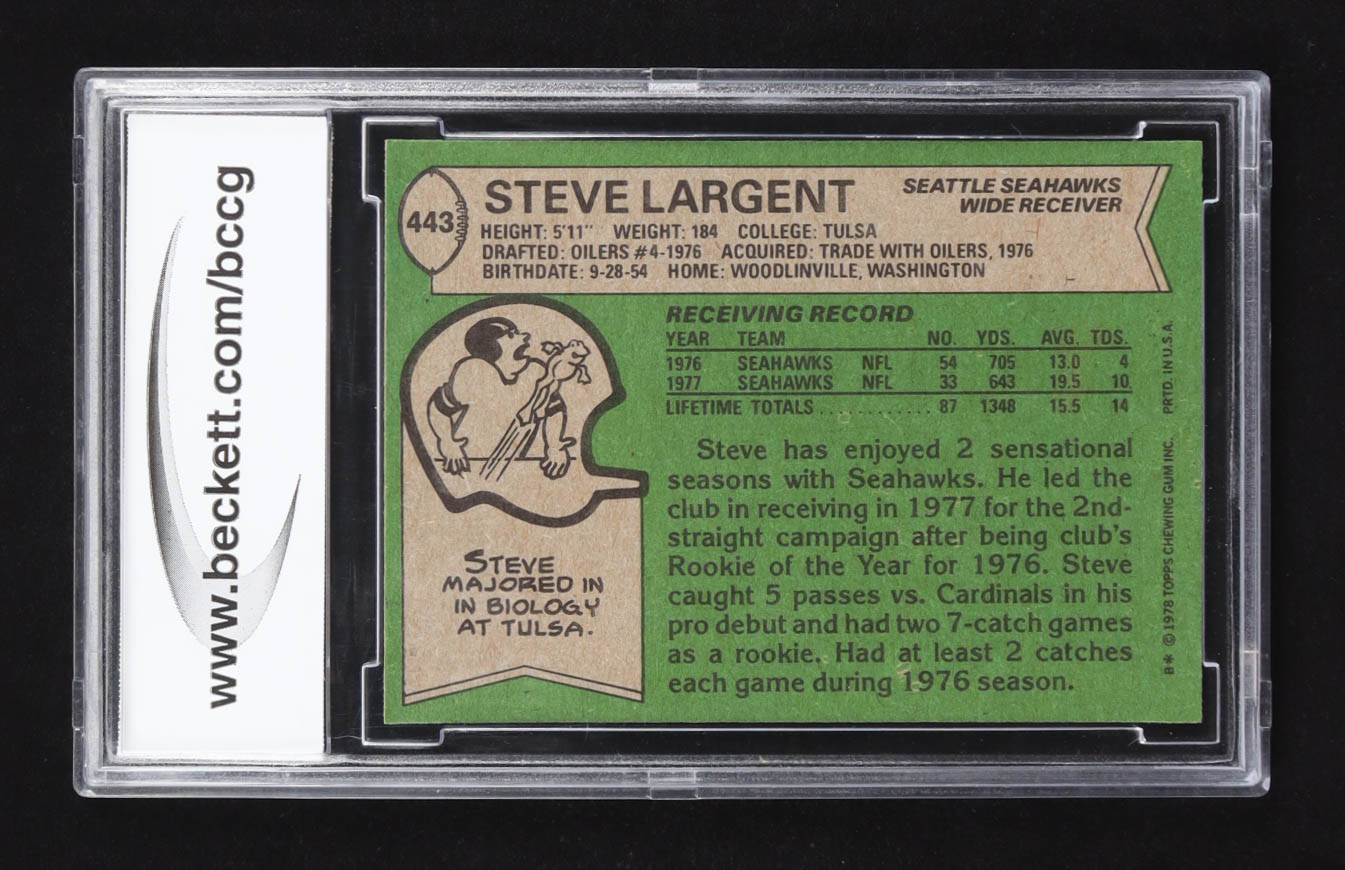 www.beckett.com/bccg
443
STEVE LARGENT
SEATTLE SEAHAWKS
WIDE RECEIVER
HEIGHT: 5'11" WEIGHT: 184 COLLEGE: TULSA
DRAFTED: OILERS #4-1976 ACQUIRED: TRADE WITH OILERS, 1976
BIRTHDATE: 9-28-54 HOME: WOODLINVILLE, WASHINGTON
RECEIVING RECORD
YEAR TEAM NO. YDS. AVG. TDS.
1976 SEAHAWKS NFL 54 705 13.0 4
1977 SEAHAWKS NFL 33 643 19.5 10
LIFETIME TOTALS ............ 87 1348 15.5 14
STEVE
MAJORED IN
IN BIOLOGY
AT TULSA.
Steve has enjoyed 2 sensational
seasons with Seahawks. He led the
club in receiving in 1977 for the 2nd-
straight campaign after being club's
Rookie of the Year for 1976. Steve
caught 5 passes vs. Cardinals in his
pro debut and had two 7-catch games
as a rookie. Had at least 2 catches
each game during 1976 season.
B* © 1978 TOPPS CHEWING GUM INC. PRTD. IN U.S.A.